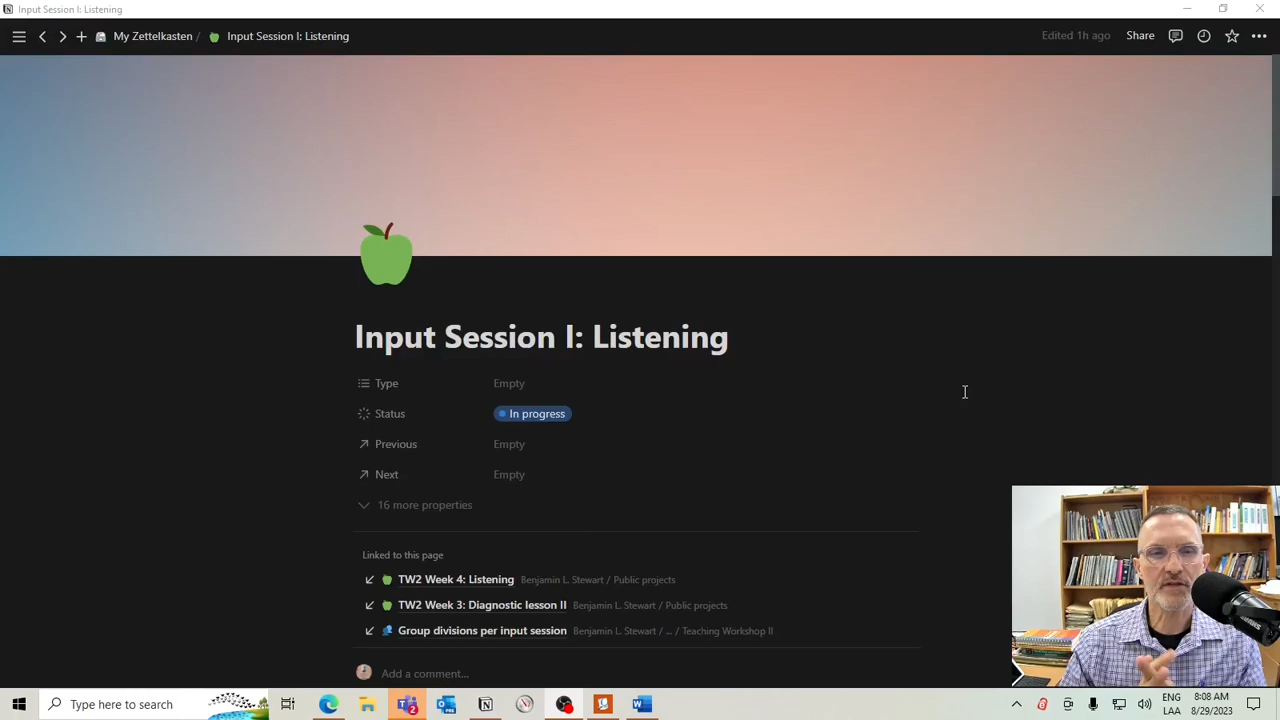 Input Session I: Listening
My Zettelkasten / Input Session I: Listening
Edited 1h ago Share
Input Session I: Listening
Type Empty
Status In progress
Previous Empty
Next Empty
16 more properties
Linked to this page
TW2 Week 4: Listening Benjamin L. Stewart / Public projects
TW2 Week 3: Diagnostic lesson II Benjamin L. Stewart / Public projects
Group divisions per input session Benjamin L. Stewart / ... / Teaching Workshop II
Add a comment...
Type here to search
2
ENG
LAA
8:08 AM
8/29/2023